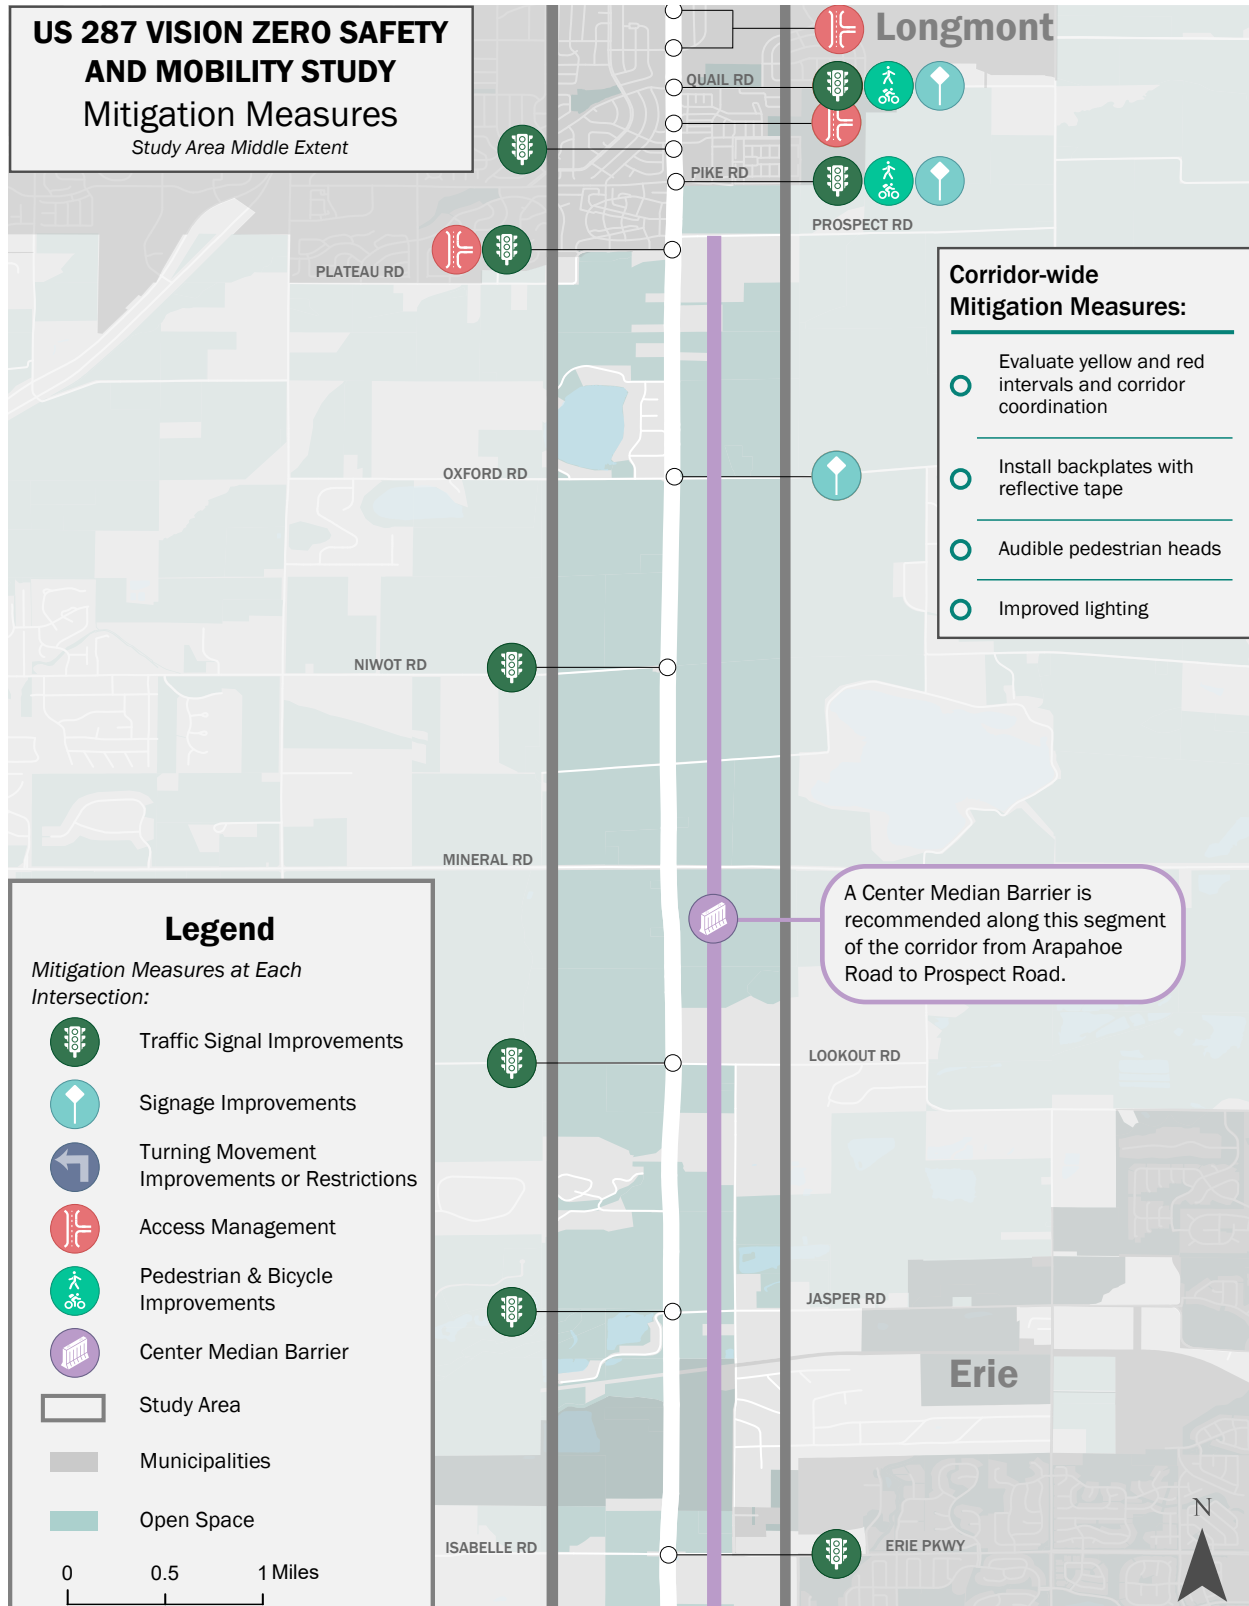 US 287 VISION ZERO SAFETY
AND MOBILITY STUDY
Mitigation Measures
Study Area Middle Extent
Longmont
QUAIL RD
PIKE RD
PROSPECT RD
PLATEAU RD
Corridor-wide
Mitigation Measures:
Evaluate yellow and red
intervals and corridor
coordination
Install backplates with
reflective tape
Audible pedestrian heads
Improved lighting
OXFORD RD
NIWOT RD
MINERAL RD
A Center Median Barrier is
recommended along this segment
of the corridor from Arapahoe
Road to Prospect Road.
LOOKOUT RD
JASPER RD
Erie
ISABELLE RD
ERIE PKWY
Legend
Mitigation Measures at Each
Intersection:
Traffic Signal Improvements
Signage Improvements
Turning Movement
Improvements or Restrictions
Access Management
Pedestrian & Bicycle
Improvements
Center Median Barrier
Study Area
Municipalities
Open Space
0 0.5 1 Miles
N